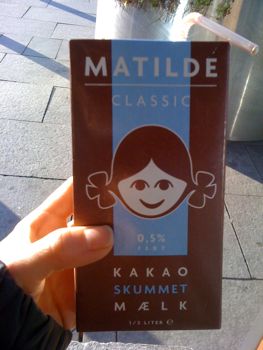 MATILDE
CLASSIC
0,5%
FEDT
KAKAO
SKUMMET
MÆLK
1/2 LITER e